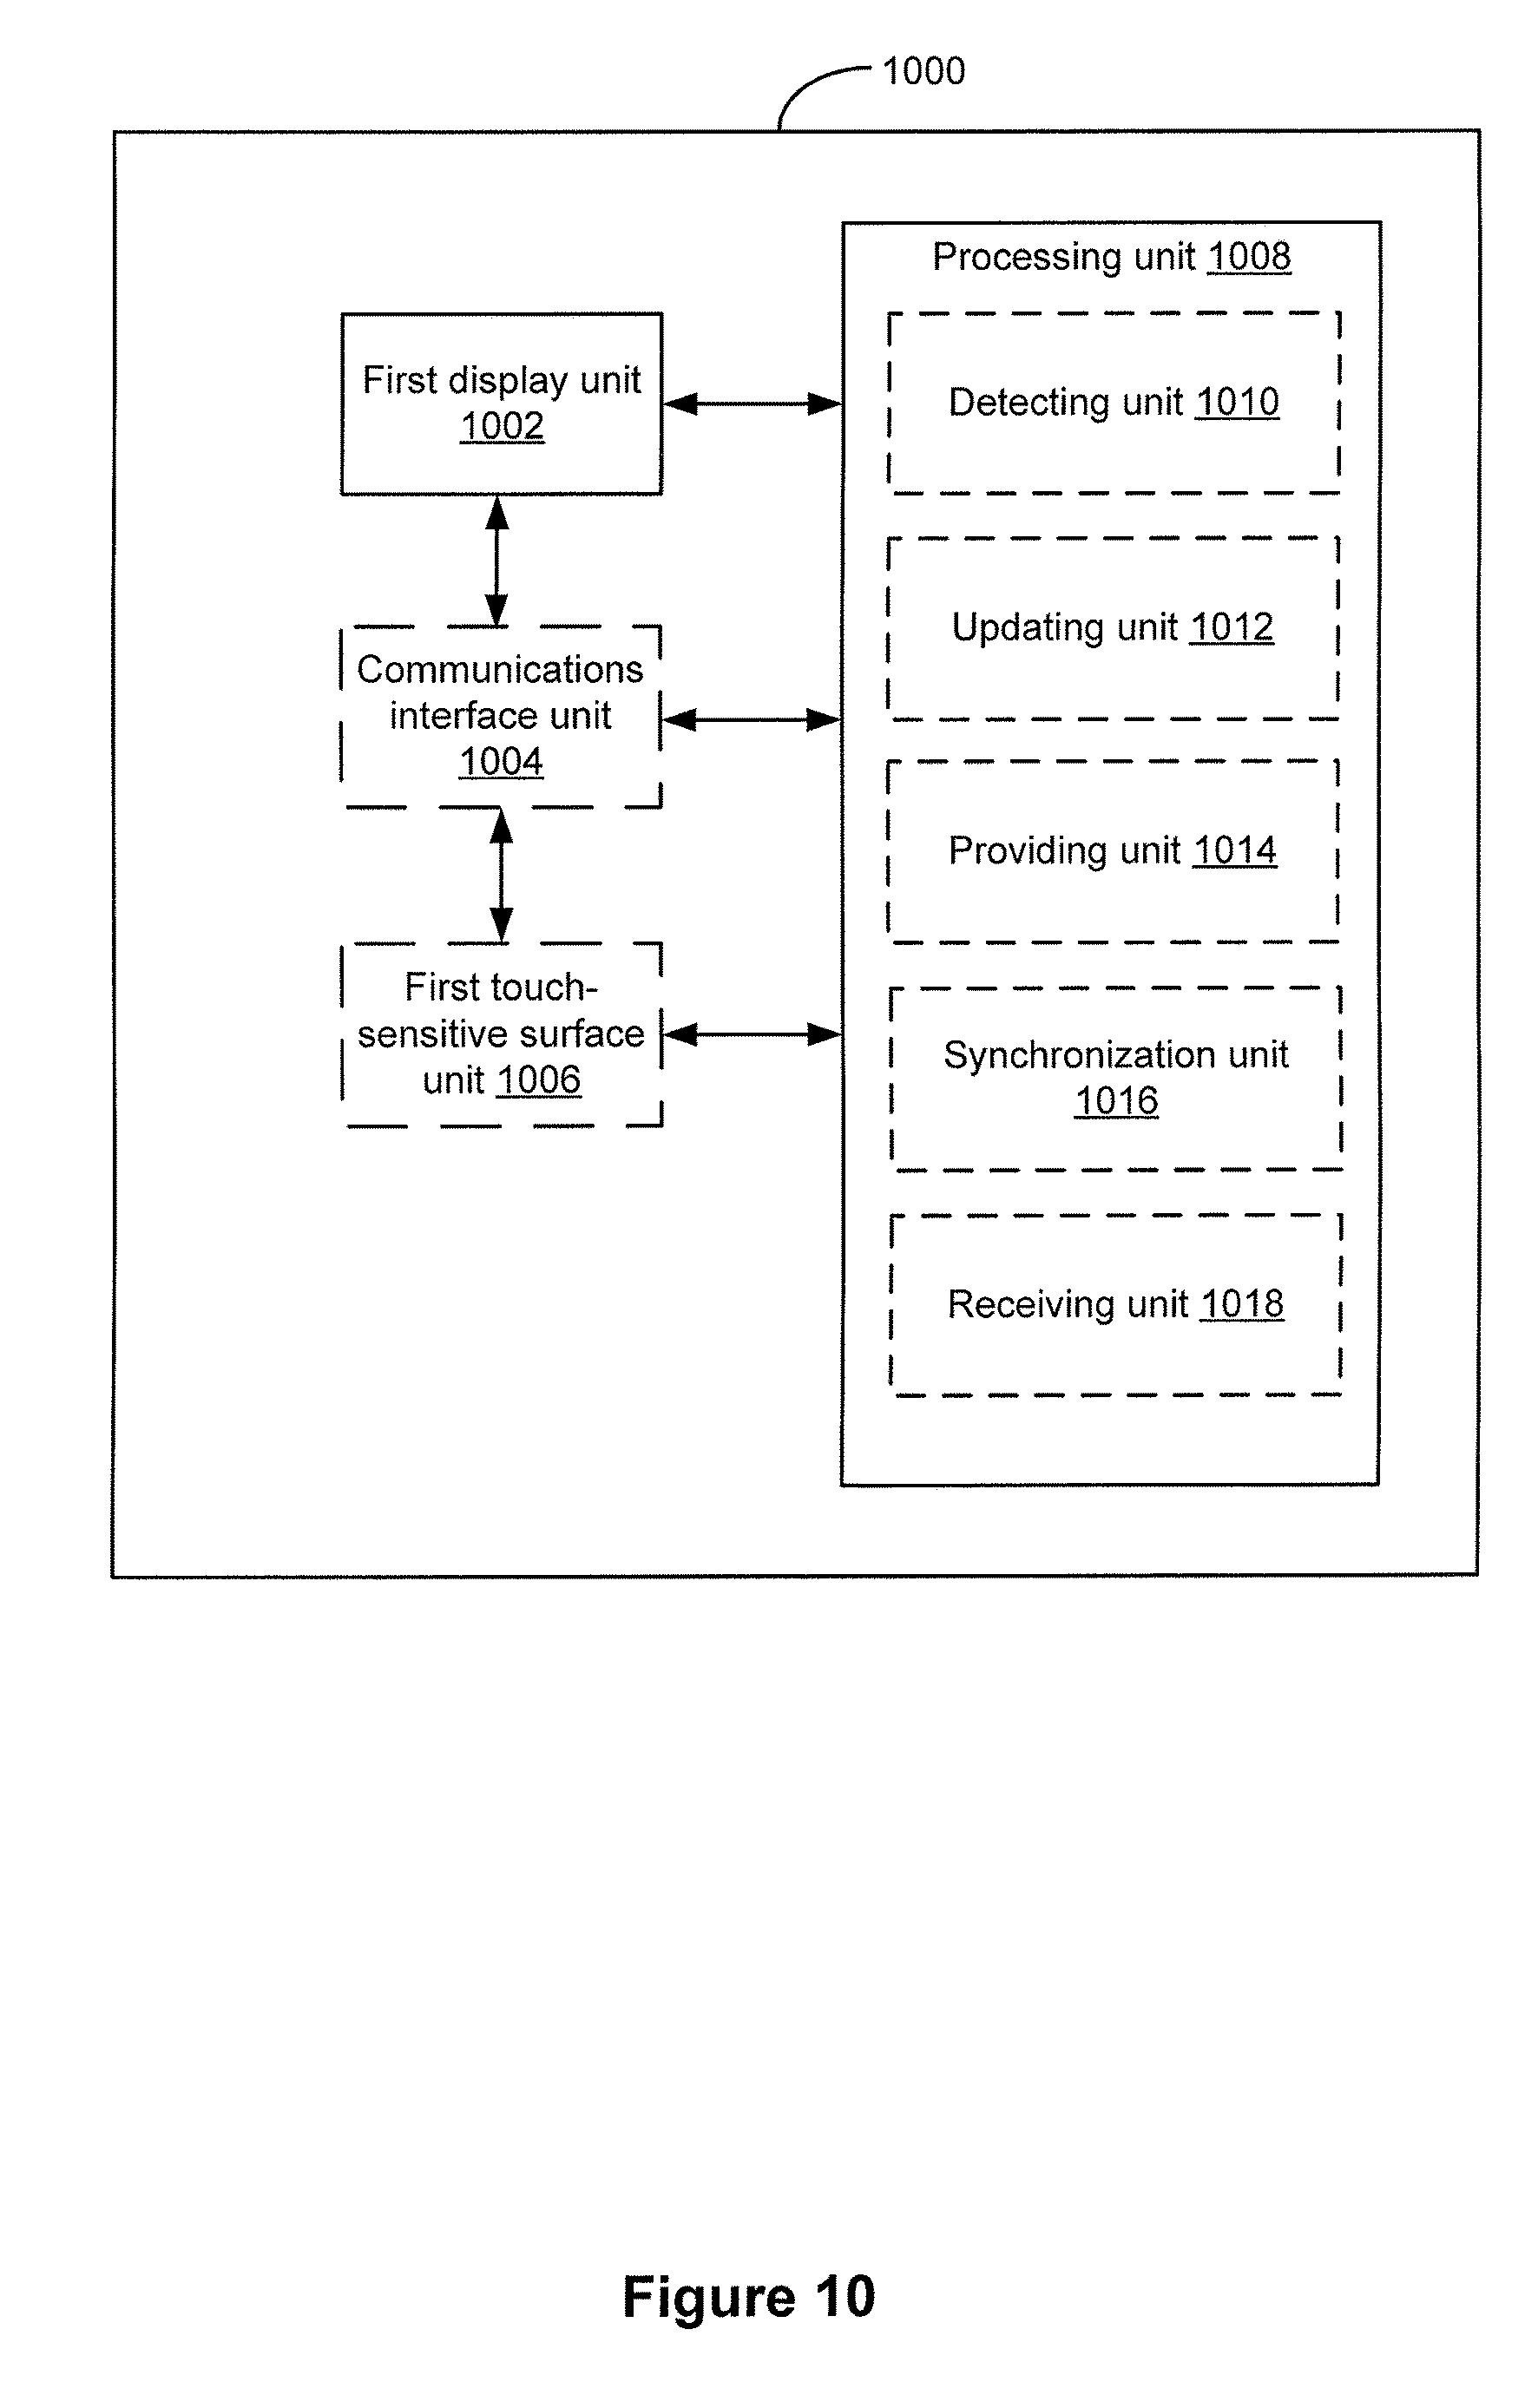 1000
Processing unit 1008
First display unit
1002
Communications
interface unit
1004
First touch-
sensitive surface
unit 1006
Detecting unit 1010
Updating unit 1012
Providing unit 1014
Synchronization unit
1016
Receiving unit 1018
Figure 10